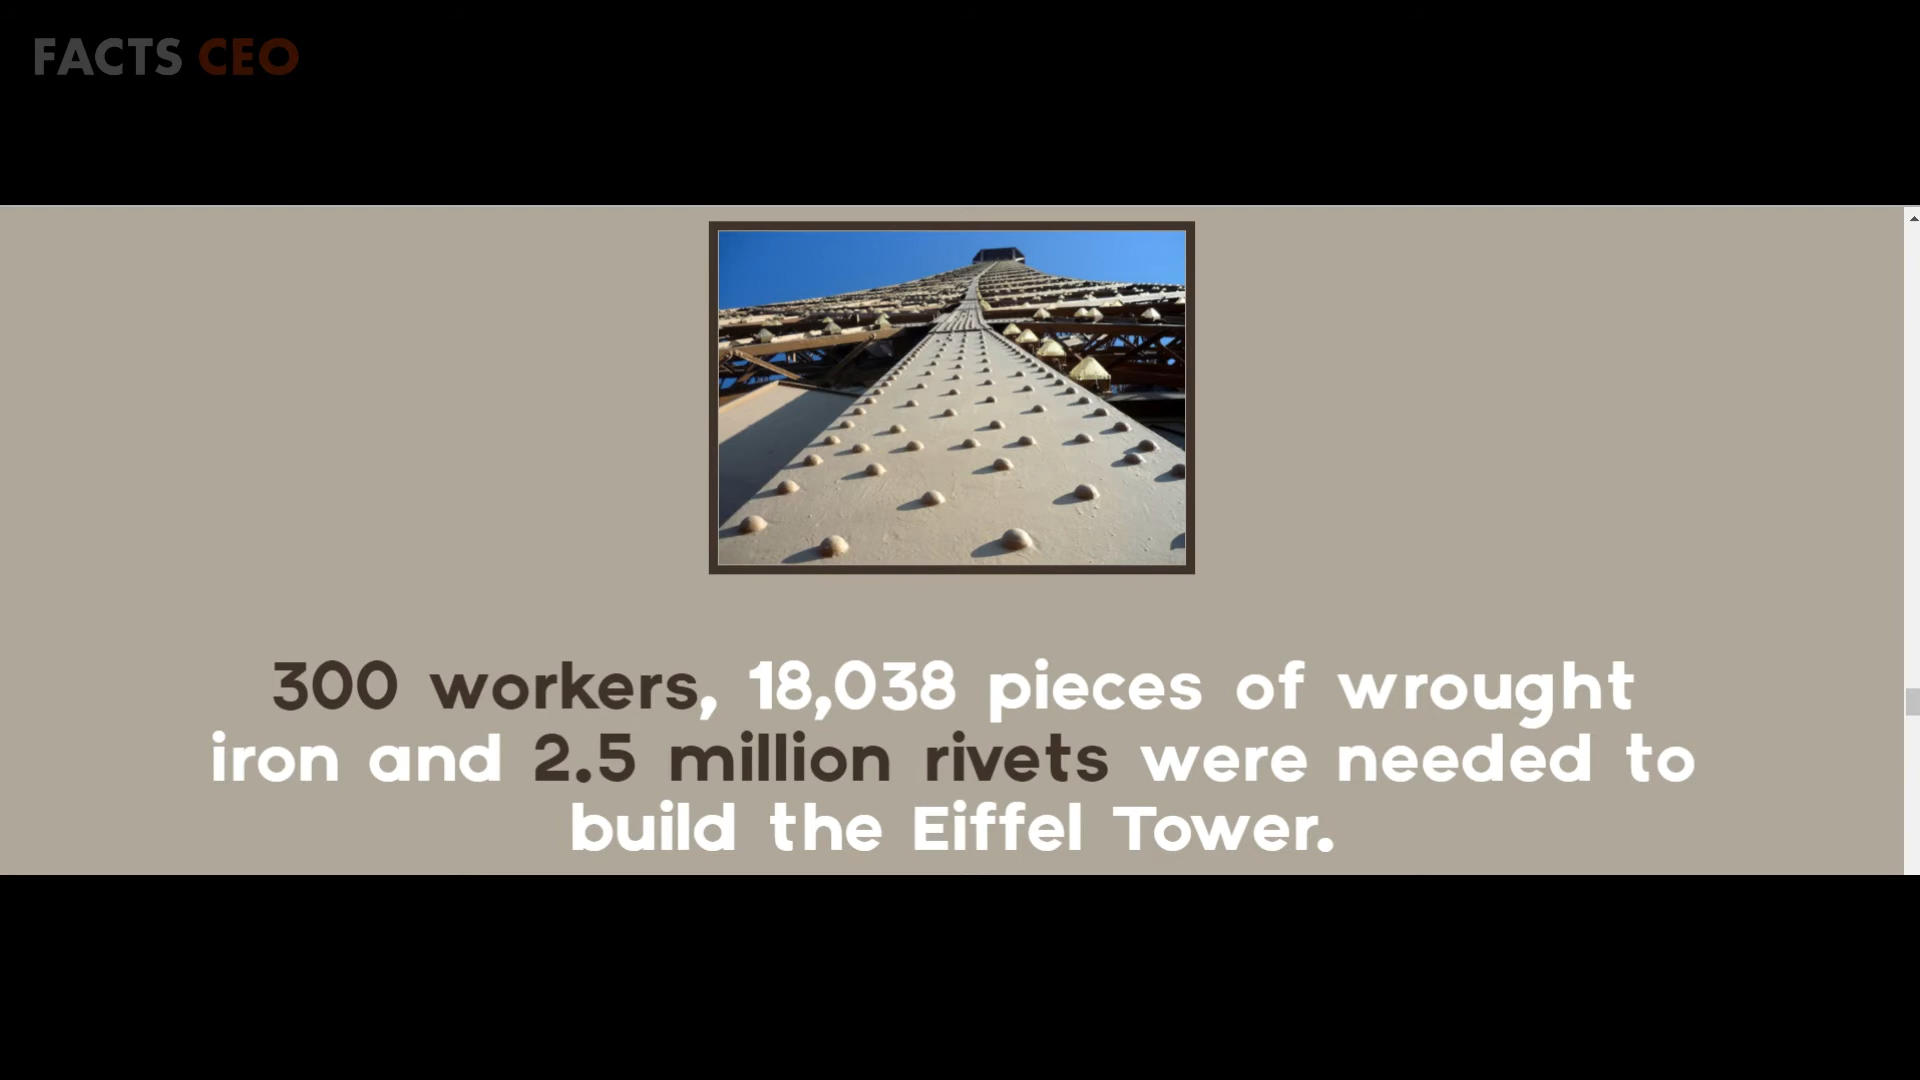 FACTS CEO
300 workers, 18,038 pieces of wrought
iron and 2.5 million rivets were needed to
build the Eiffel Tower.